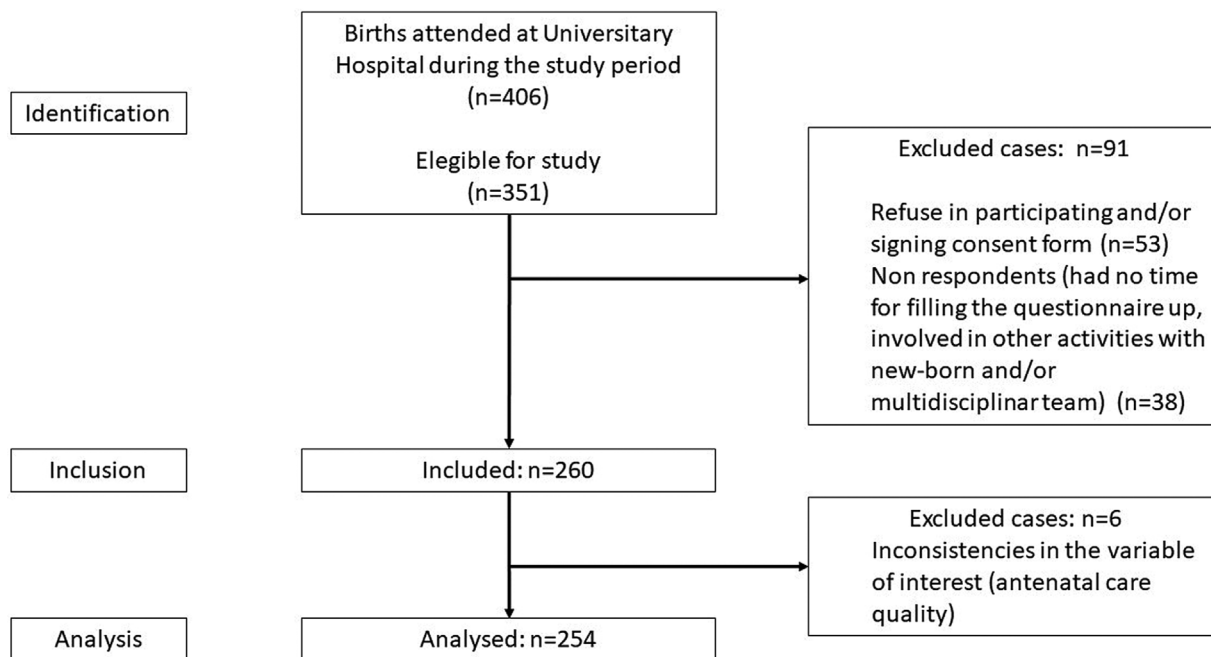 Births attended at Universitary
Hospital during the study period
(n=406)
Elegible for study
(n=351)
Identification
Excluded cases:  n=91
Refuse in participating and/or
signing consent form (n=53)
Non respondents (had no time
for filling the questionnaire up,
involved in other activities with
new-born and/or
multidisciplinar team)  (n=38)
Inclusion
Included: n=260
Excluded cases: n=6
Inconsistencies in the variable
of interest (antenatal care
quality)
Analysis
Analysed: n=254